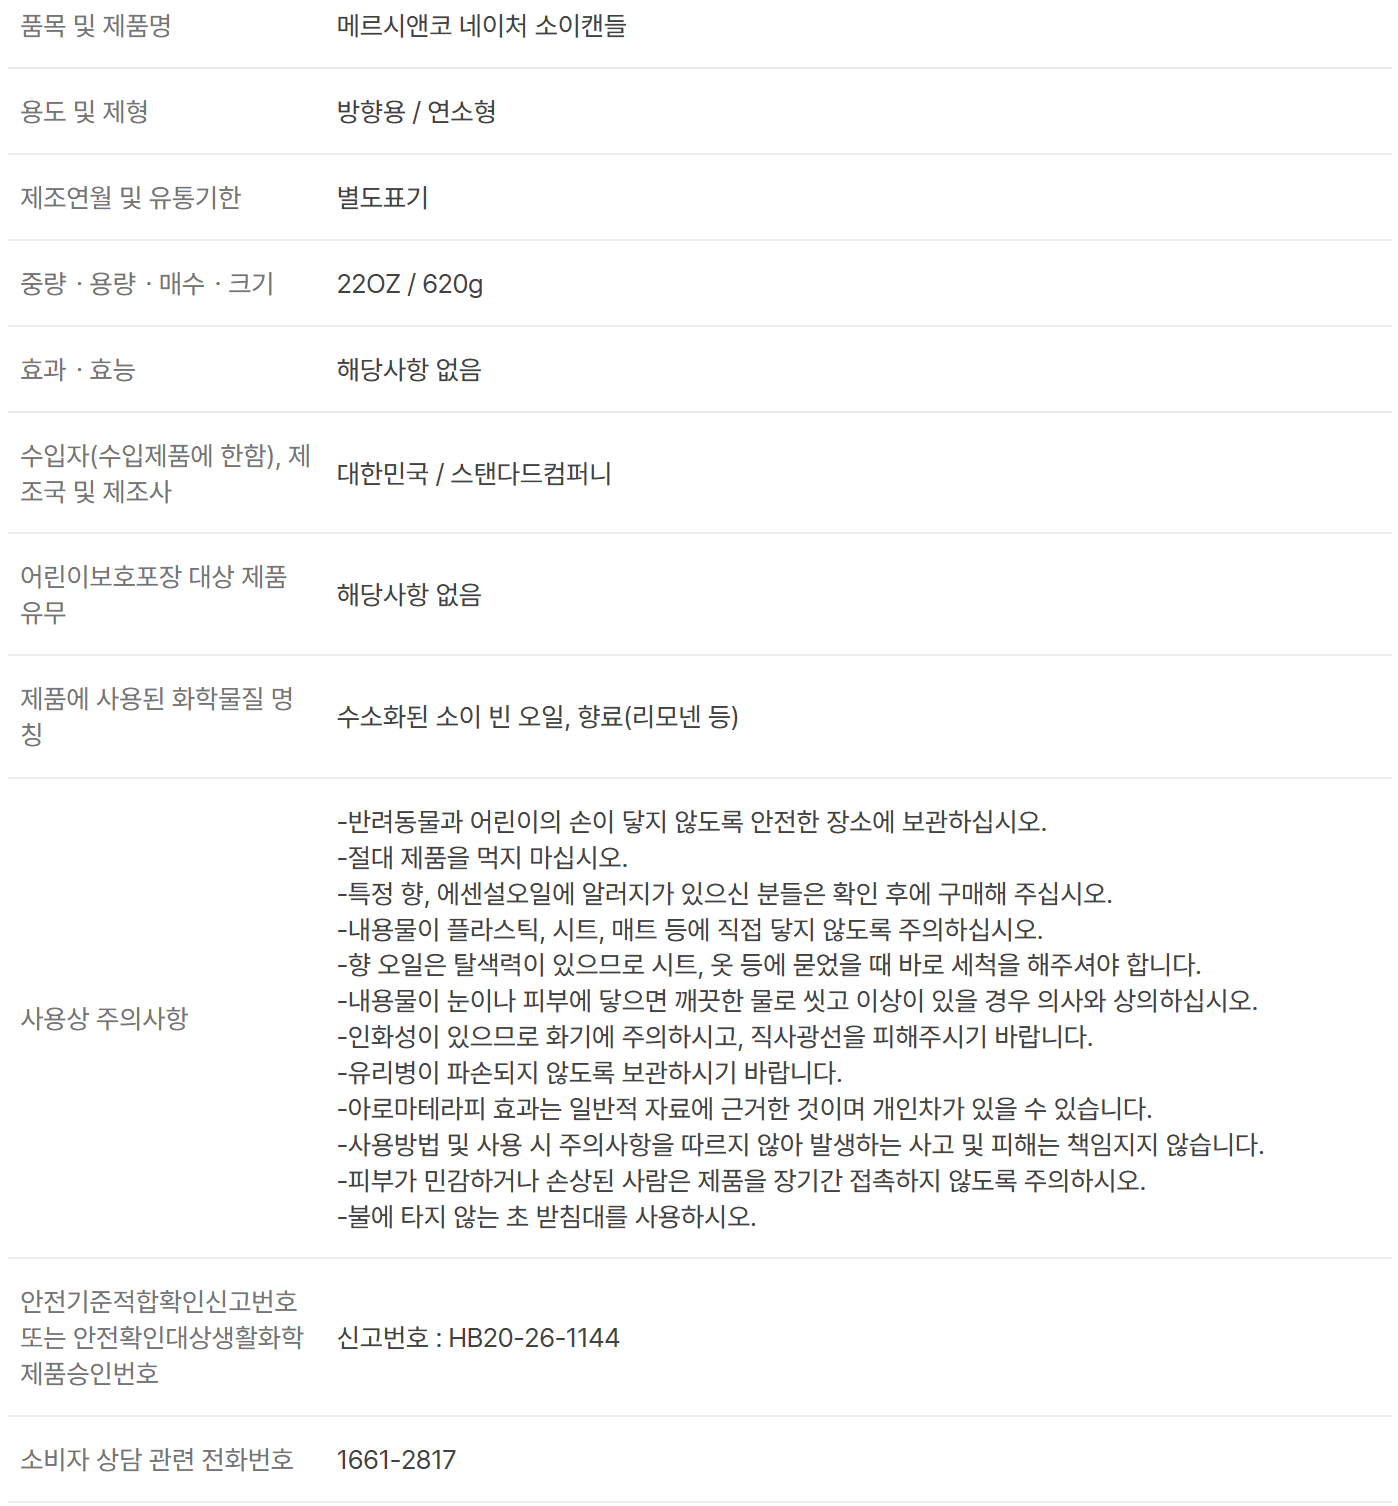 품목 및 제품명
메르시앤코 네이처 소이캔들
용도 및 제형
방향용 / 연소형
제조연월 및 유통기한
별도표기
중량 · 용량 · 매수 · 크기
22OZ / 620g
효과 · 효능
해당사항 없음
수입자(수입제품에 한함), 제
조국 및 제조사
대한민국 / 스탠다드컴퍼니
어린이보호포장 대상 제품
유무
해당사항 없음
제품에 사용된 화학물질 명
칭
수소화된 소이 빈 오일, 향료(리모넨 등)
사용상 주의사항
-반려동물과 어린이의 손이 닿지 않도록 안전한 장소에 보관하십시오.
-절대 제품을 먹지 마십시오.
-특정 향, 에센설오일에 알러지가 있으신 분들은 확인 후에 구매해 주십시오.
-내용물이 플라스틱, 시트, 매트 등에 직접 닿지 않도록 주의하십시오.
-향 오일은 탈색력이 있으므로 시트, 옷 등에 묻었을 때 바로 세척을 해주셔야 합니다.
-내용물이 눈이나 피부에 닿으면 깨끗한 물로 씻고 이상이 있을 경우 의사와 상의하십시오.
-인화성이 있으므로 화기에 주의하시고, 직사광선을 피해주시기 바랍니다.
-유리병이 파손되지 않도록 보관하시기 바랍니다.
-아로마테라피 효과는 일반적 자료에 근거한 것이며 개인차가 있을 수 있습니다.
-사용방법 및 사용 시 주의사항을 따르지 않아 발생하는 사고 및 피해는 책임지지 않습니다.
-피부가 민감하거나 손상된 사람은 제품을 장기간 접촉하지 않도록 주의하시오.
-불에 타지 않는 초 받침대를 사용하시오.
안전기준적합확인신고번호
또는 안전확인대상생활화학
제품승인번호
신고번호 : HB20-26-1144
소비자 상담 관련 전화번호
1661-2817